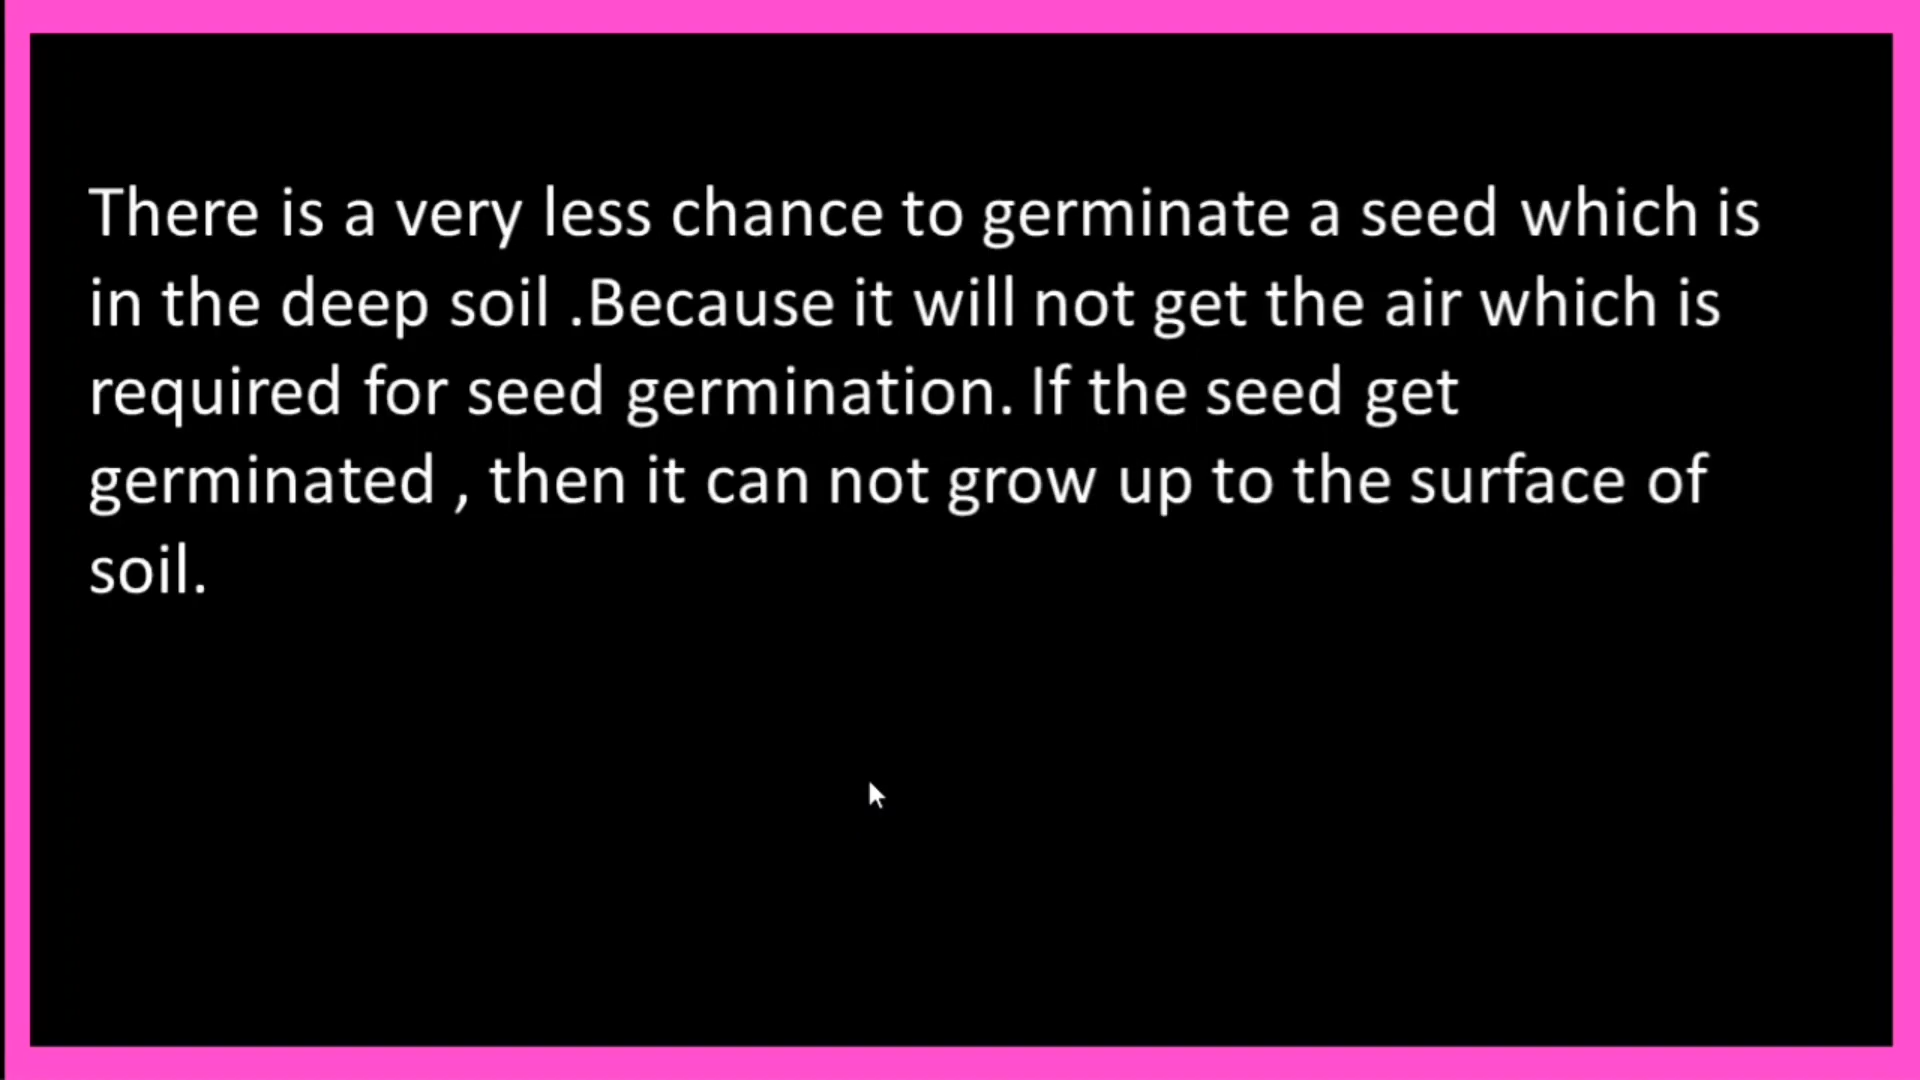 There is a very less chance to germinate a seed which is
in the deep soil .Because it will not get the air which is
required for seed germination. If the seed get
germinated , then it can not grow up to the surface of
soil.